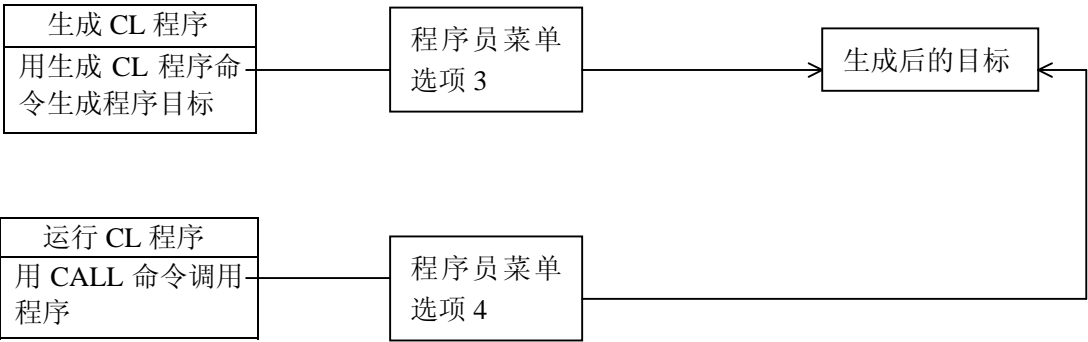 生成 CL 程序
用生成 CL 程序命
令生成程序目标
程序员菜单
选项 3
生成后的目标
运行 CL 程序
用 CALL 命令调用
程序
程序员菜单
选项 4